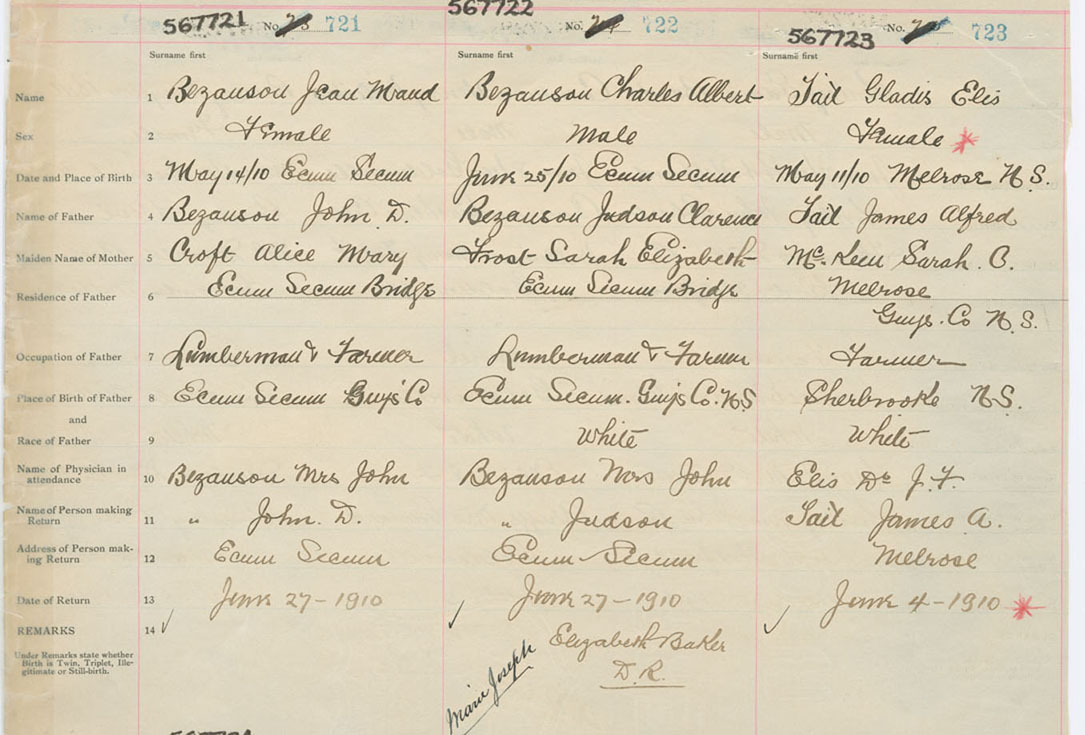 567721 No. 721
567722 No. 722
567723 No. 723
Surname first Surname first Surname first
Name 1 Bezanson Jean Maud Bezanson Charles Albert Tait Gladis Elis
Sex 2 Female Male Female
Date and Place of Birth 3 May 14/10 Ecum Secum June 25/10 Ecum Secum May 11/10 Melrose N.S.
Name of Father 4 Bezanson John D. Bezanson Judson Clarence Tait James Alfred
Maiden Name of Mother 5 Croft Alice Mary Frost Sarah Elizabeth McKeen Sarah C.
Residence of Father 6 Ecum Secum Bridge Ecum Secum Bridge Melrose
Guys. Co N.S.
Occupation of Father 7 Lumberman & Farmer Lumberman & Farmer Farmer
Place of Birth of Father 8 Ecum Secum Guys Co Ecum Secum. Guys Co. N.S Sherbrooke N.S.
and
Race of Father 9 White White
Name of Physician in
attendance 10 Bezanson Mrs John Bezanson Mrs John Elis Dr J.F.
Name of Person making
Return 11 " John. D. " Judson Tait James A.
Address of Person mak-
ing Return 12 Ecum Secum Ecum Secum Melrose
Date of Return 13 June 27-1910 June 27-1910 June 4-1910
REMARKS 14 Elizabeth Baker
Under Remarks state whether
Birth is Twin, Triplet, Ille-
gitimate or Still-birth.
D.R.
Marie Joseph